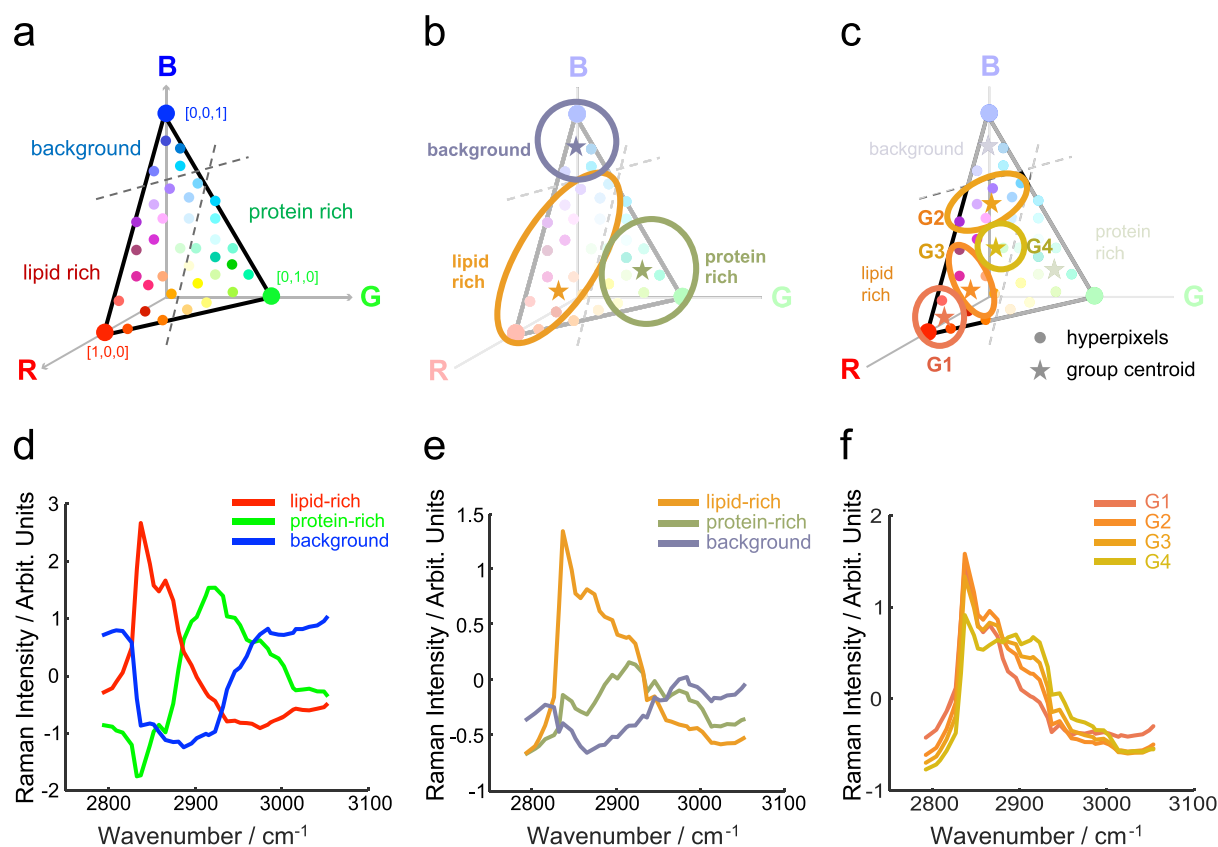 a
B
[0,0,1]
background
protein rich
lipid rich
[0,1,0]
G
[1,0,0]
R
b
B
background
lipid
rich
protein
rich
G
R
c
B
background
G2
G3
G4
protein
rich
lipid
rich
G
G1
R
hyperpixels
group centroid
d
Raman Intensity / Arbit. Units
3
2
1
0
-1
-2
lipid-rich
protein-rich
background
2800 2900 3000 3100
Wavenumber / cm⁻¹
e
Raman Intensity / Arbit. Units
1.5
1
0.5
0
-0.5
-1
lipid-rich
protein-rich
background
2800 2900 3000 3100
Wavenumber / cm⁻¹
f
Raman Intensity / Arbit. Units
2
1
0
-1
G1
G2
G3
G4
2800 2900 3000 3100
Wavenumber / cm⁻¹